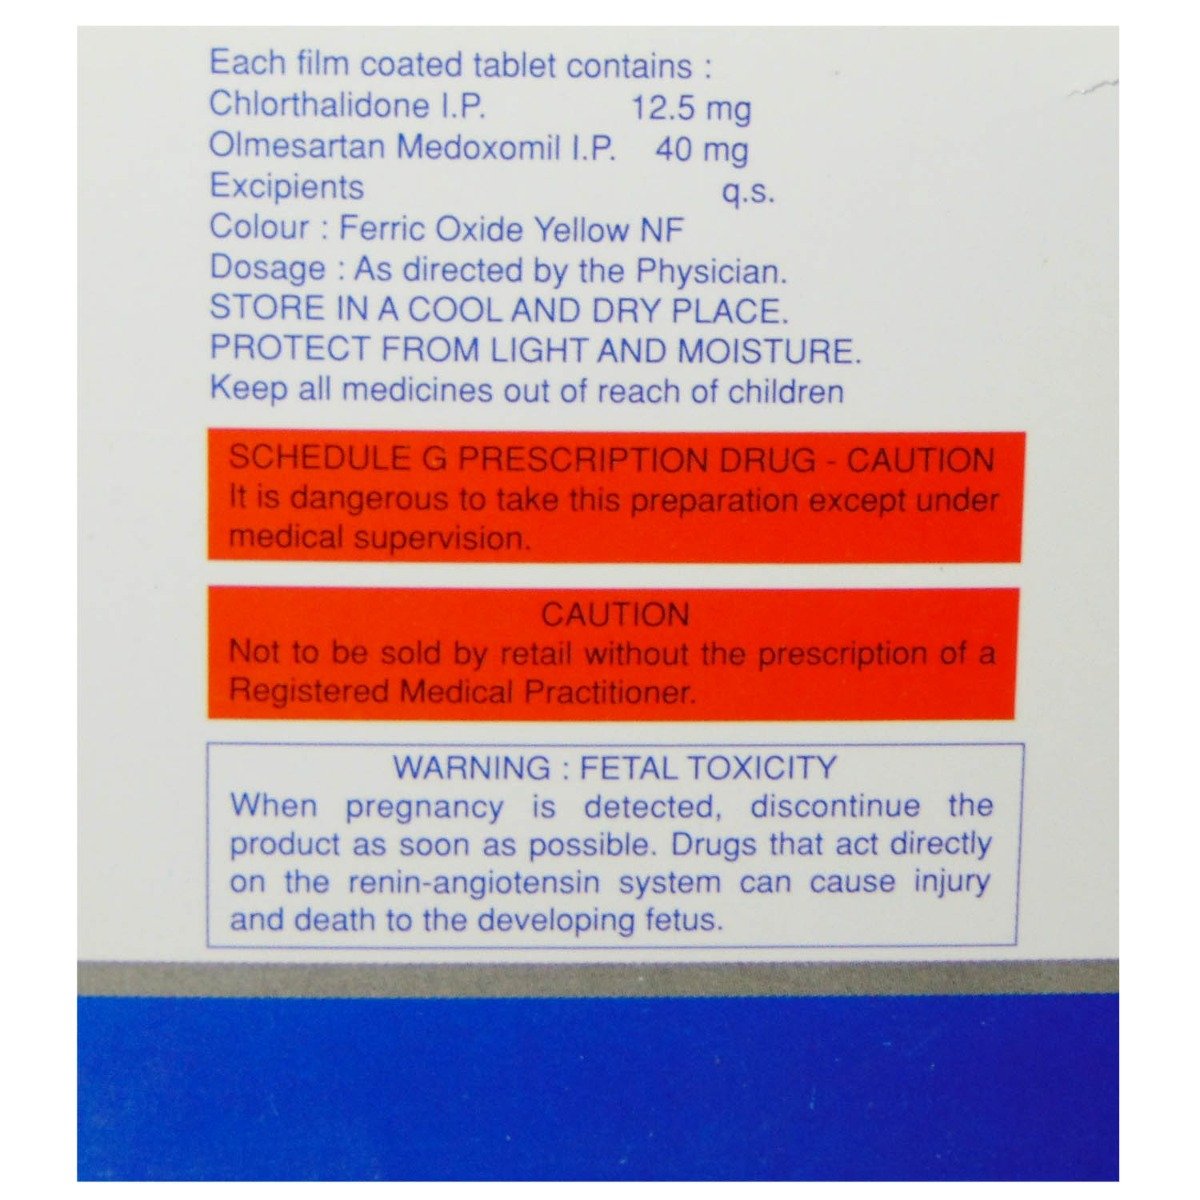 Each film coated tablet contains :
Chlorthalidone I.P. 12.5 mg
Olmesartan Medoxomil I.P. 40 mg
Excipients q.s.
Colour : Ferric Oxide Yellow NF
Dosage : As directed by the Physician.
STORE IN A COOL AND DRY PLACE.
PROTECT FROM LIGHT AND MOISTURE.
Keep all medicines out of reach of children
SCHEDULE G PRESCRIPTION DRUG - CAUTION
It is dangerous to take this preparation except under
medical supervision.
CAUTION
Not to be sold by retail without the prescription of a
Registered Medical Practitioner.
WARNING : FETAL TOXICITY
When pregnancy is detected, discontinue the
product as soon as possible. Drugs that act directly
on the renin-angiotensin system can cause injury
and death to the developing fetus.